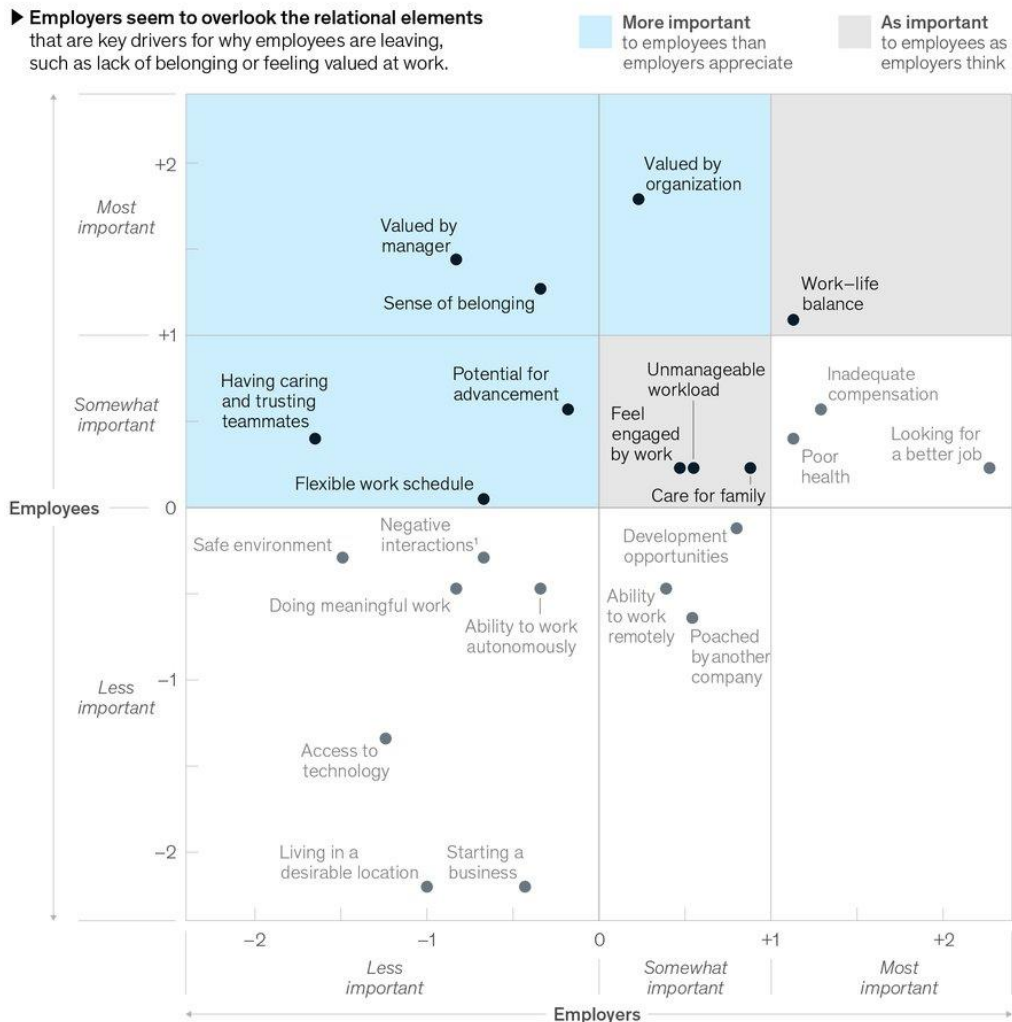 ▶ Employers seem to overlook the relational elements
that are key drivers for why employees are leaving,
such as lack of belonging or feeling valued at work.
More important
to employees than
employers appreciate
As important
to employees as
employers think
+2
Most
important
+1
Somewhat
important
Employees
0
−1
Less
important
−2
Valued by
organization
Valued by
manager
Sense of belonging
Work–life
balance
Having caring
and trusting
teammates
Potential for
advancement
Flexible work schedule
Unmanageable
workload
Feel
engaged
by work
Care for family
Inadequate
compensation
Poor
health
Looking for
a better job
Safe environment
Negative
interactions¹
Doing meaningful work
Ability to work
autonomously
Development
opportunities
Ability
to work
remotely
Poached
by another
company
Access to
technology
Living in a
desirable location
Starting a
business
−2
−1
0
+1
+2
Less
important
Somewhat
important
Most
important
Employers